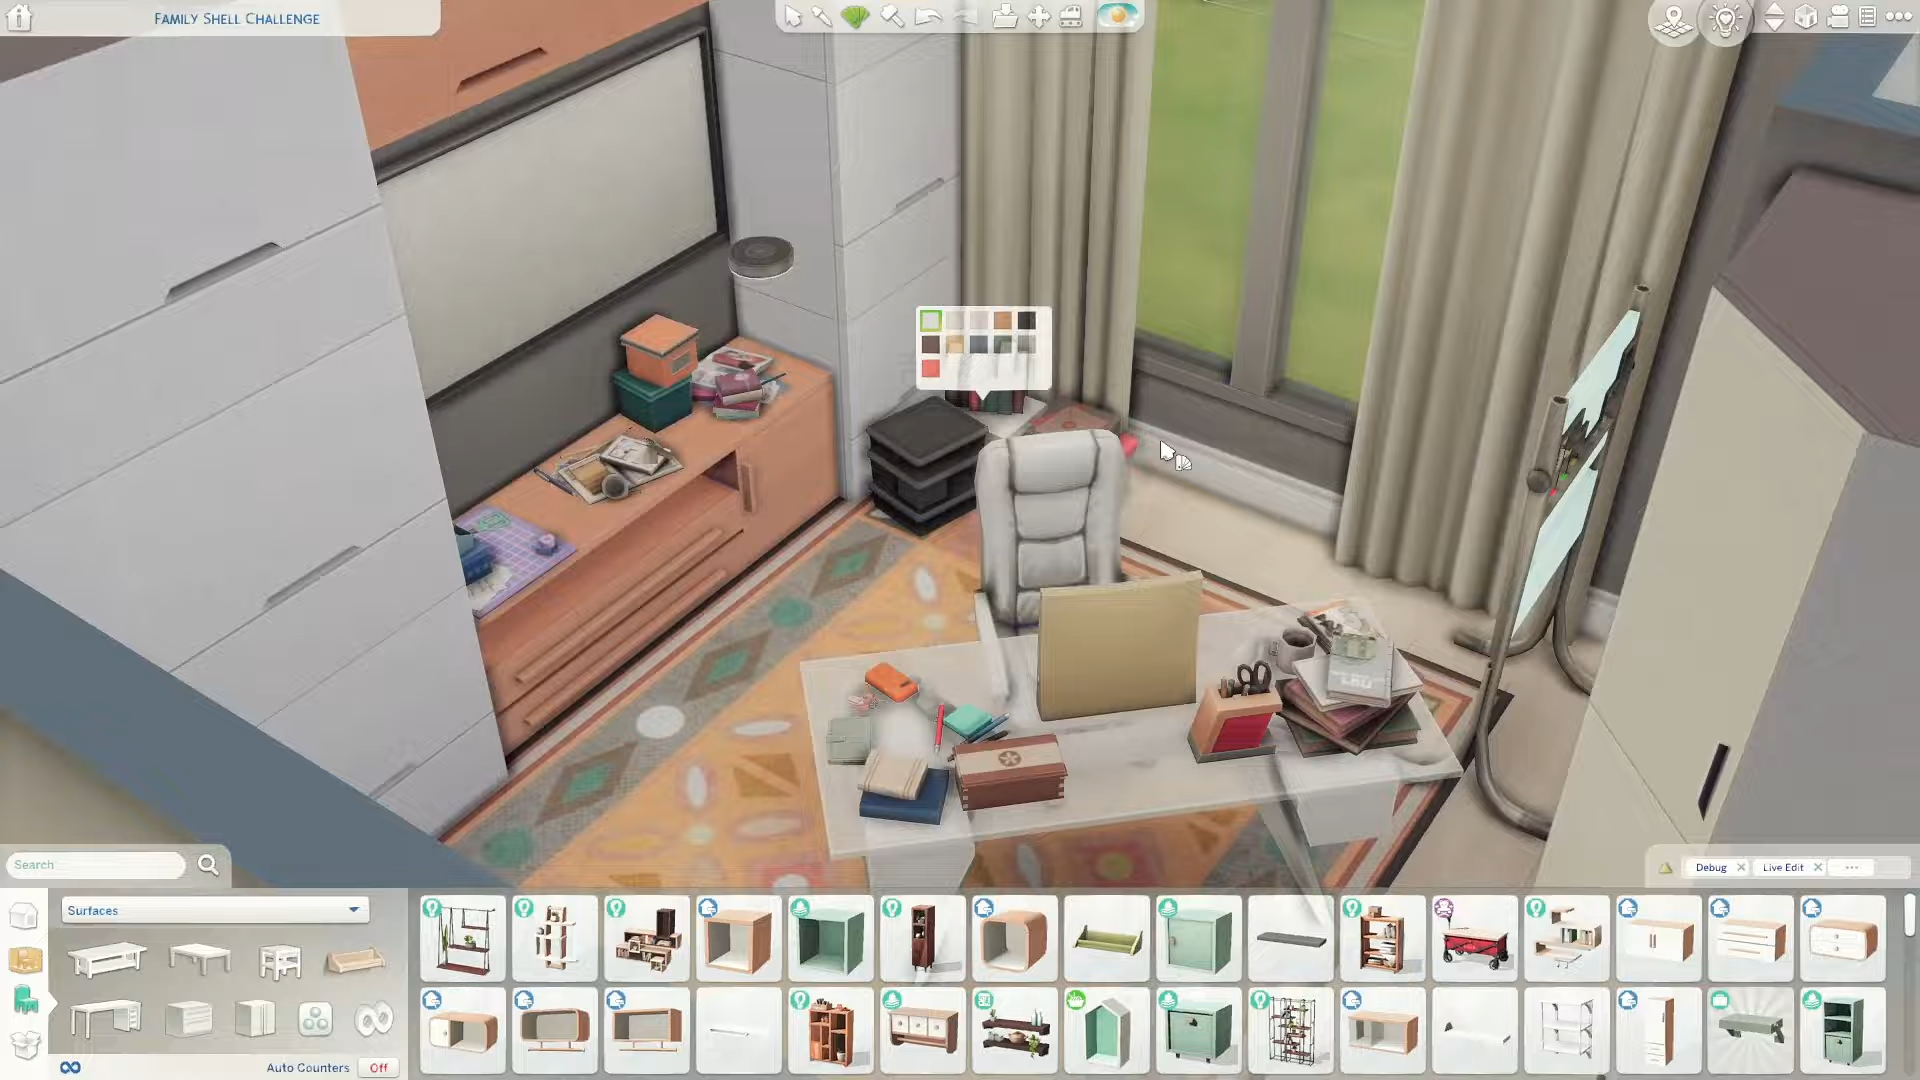 FAMILY SHELL CHALLENGE
Search
Debug
Live Edit
Surfaces
Auto Counters
Off